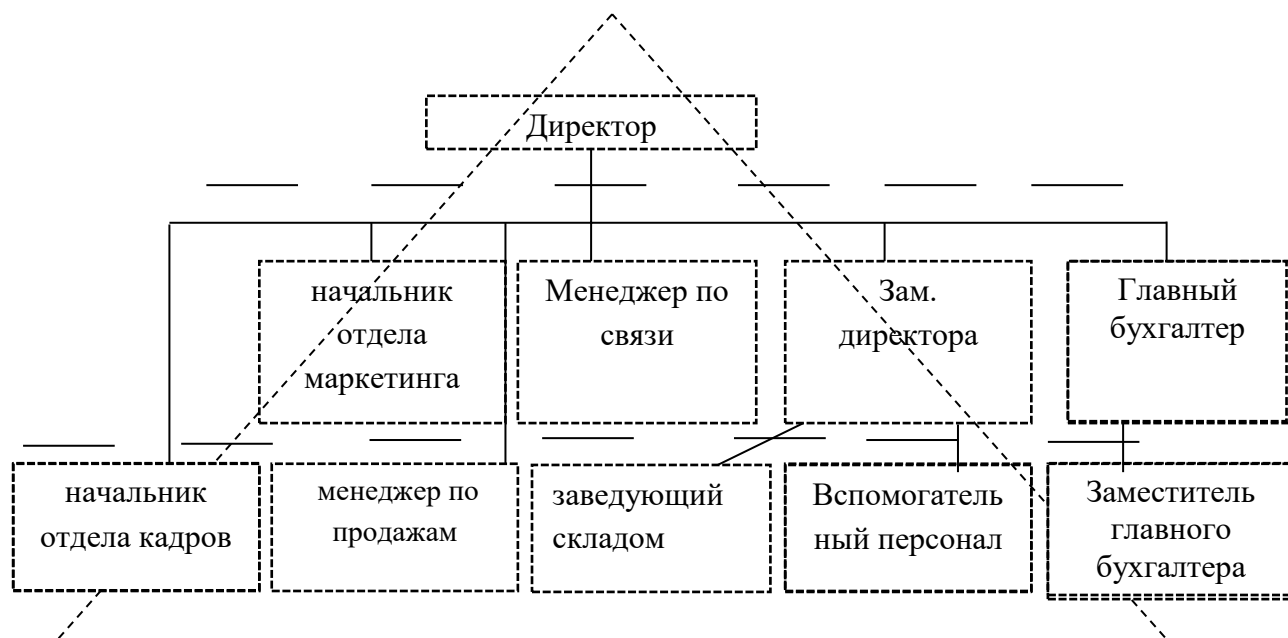 Директор
начальник
отдела
маркетинга
Менеджер по
связи
Зам.
директора
Главный
бухгалтер
начальник
отдела кадров
менеджер по
продажам
заведующий
складом
Вспомогатель
ный персонал
Заместитель
главного
бухгалтера